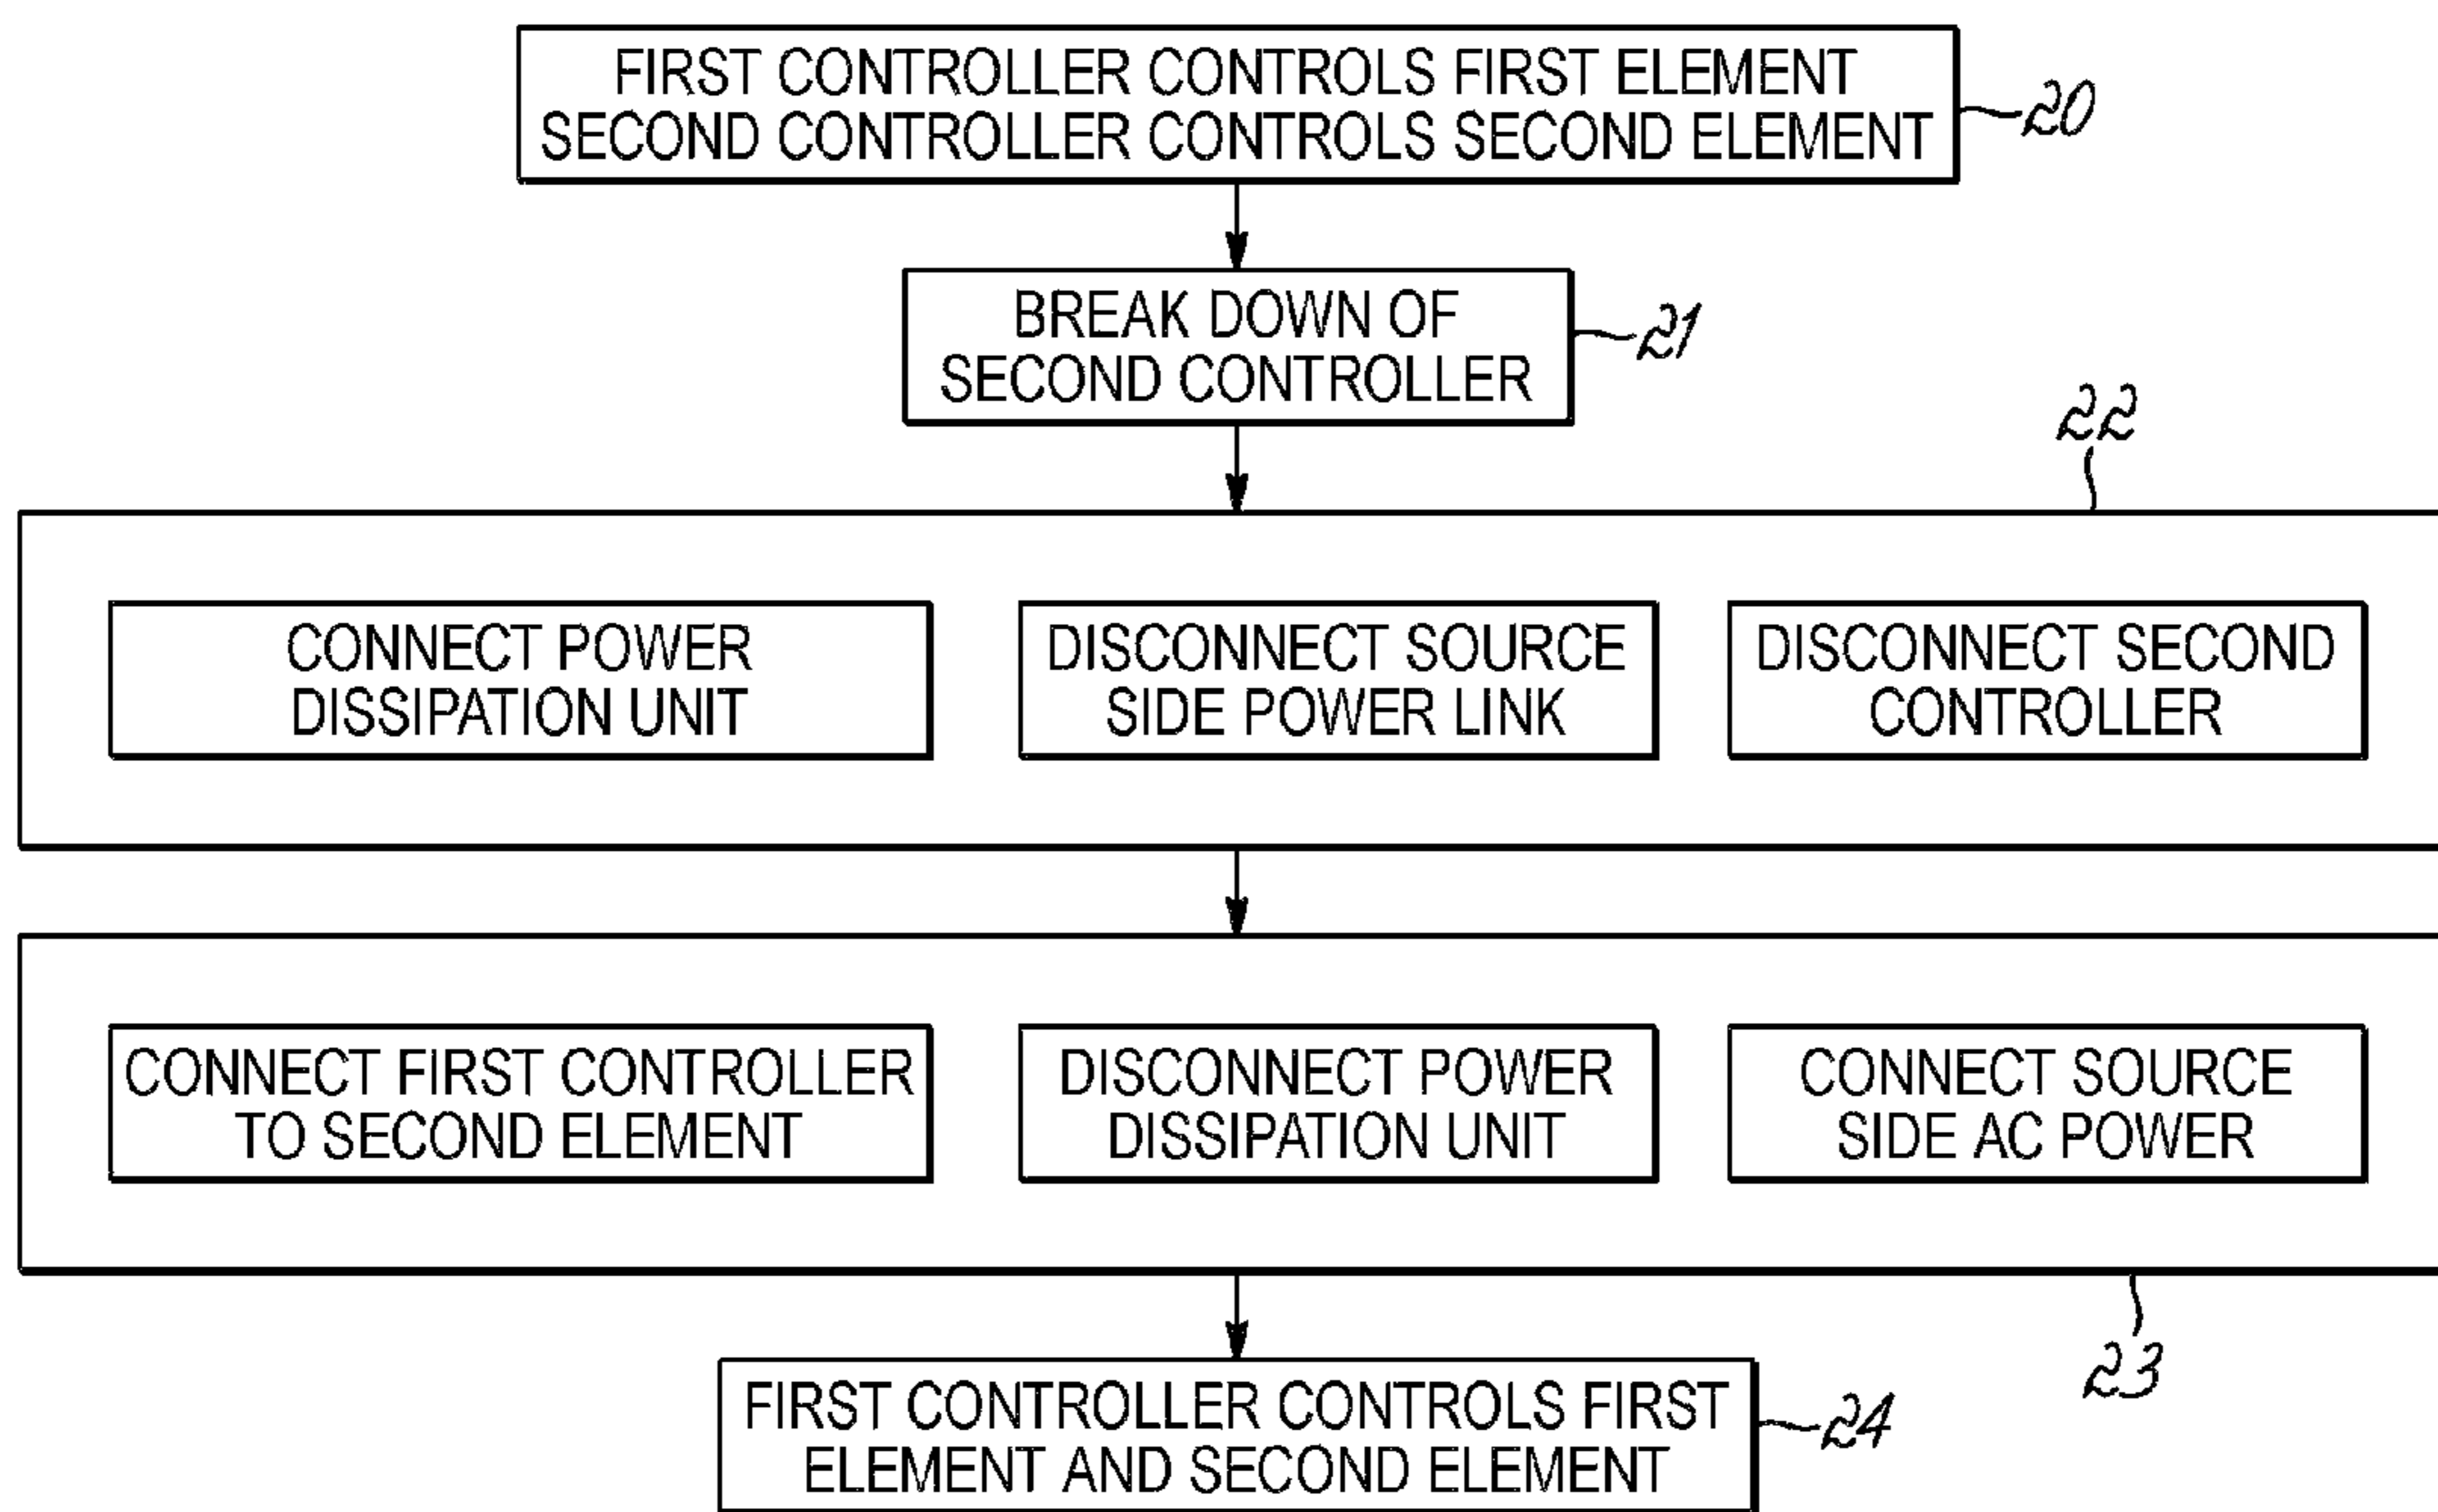 FIRST CONTROLLER CONTROLS FIRST ELEMENT
SECOND CONTROLLER CONTROLS SECOND ELEMENT
20
BREAK DOWN OF
SECOND CONTROLLER
21
22
CONNECT POWER
DISSIPATION UNIT
DISCONNECT SOURCE
SIDE POWER LINK
DISCONNECT SECOND
CONTROLLER
CONNECT FIRST CONTROLLER
TO SECOND ELEMENT
DISCONNECT POWER
DISSIPATION UNIT
CONNECT SOURCE
SIDE AC POWER
23
FIRST CONTROLLER CONTROLS FIRST
ELEMENT AND SECOND ELEMENT
24